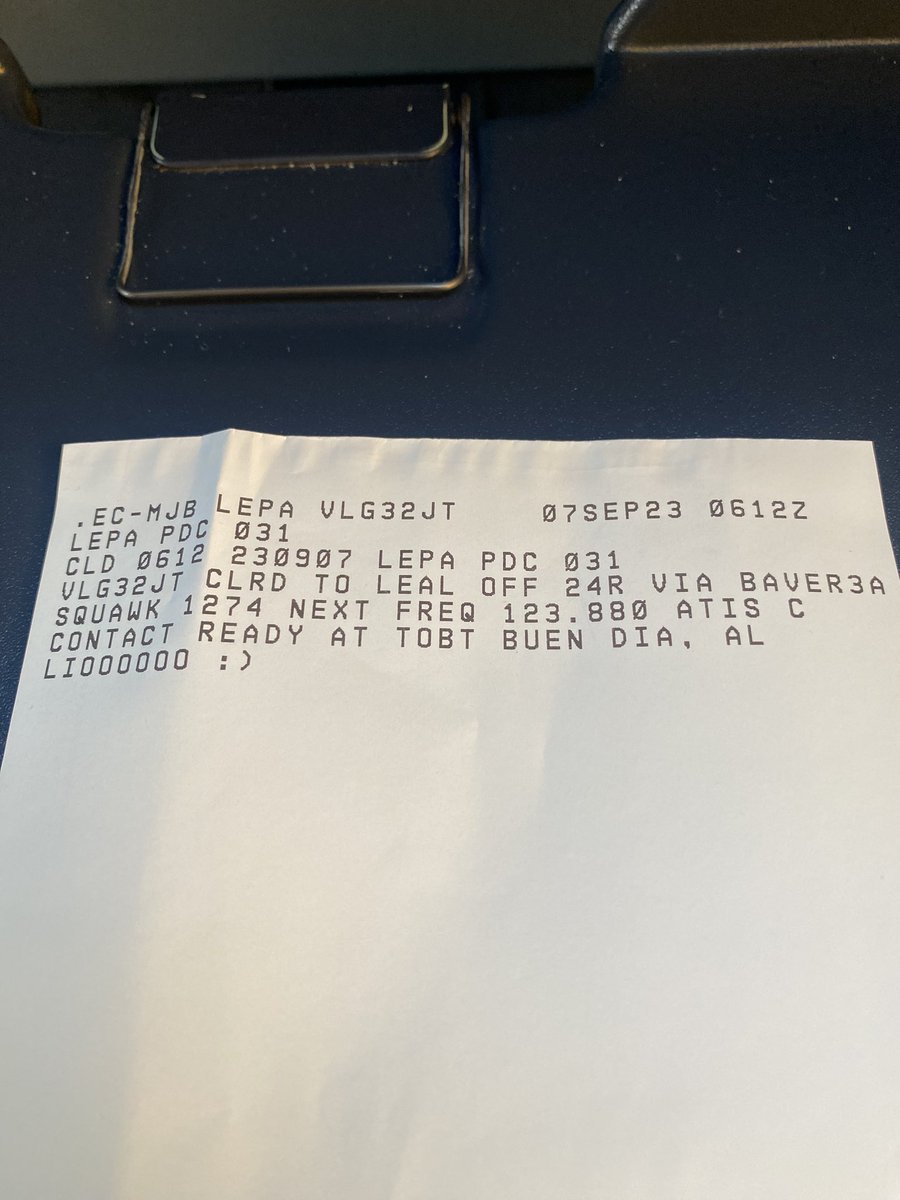 .EC-MJB LEPA VLG32JT 07SEP23 0612Z
LEPA PDC 031
CLD 0612 230907 LEPA PDC 031
VLG32JT CLRD TO LEAL OFF 24R VIA BAVER3A
SQUAWK 1274 NEXT FREQ 123.880 ATIS C
CONTACT READY AT TOBT BUEN DIA, AL
LIOOOOOO :)